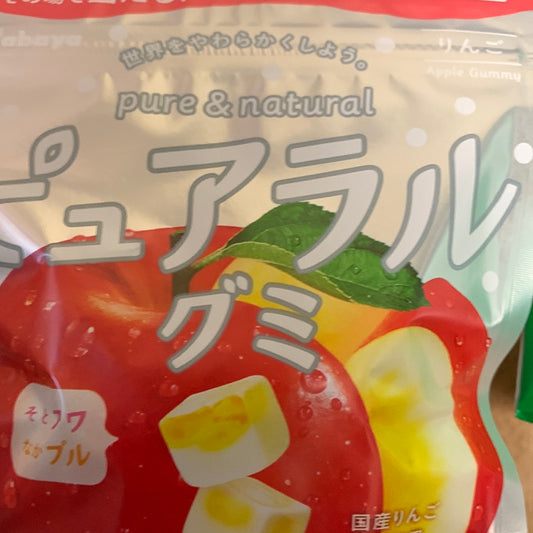 Kabaya
世界をやわらかくしよう。
りんご
Apple Gummy
pure & natural
ピュアラル
グミ
そとフワ
なかプル
国産りんご